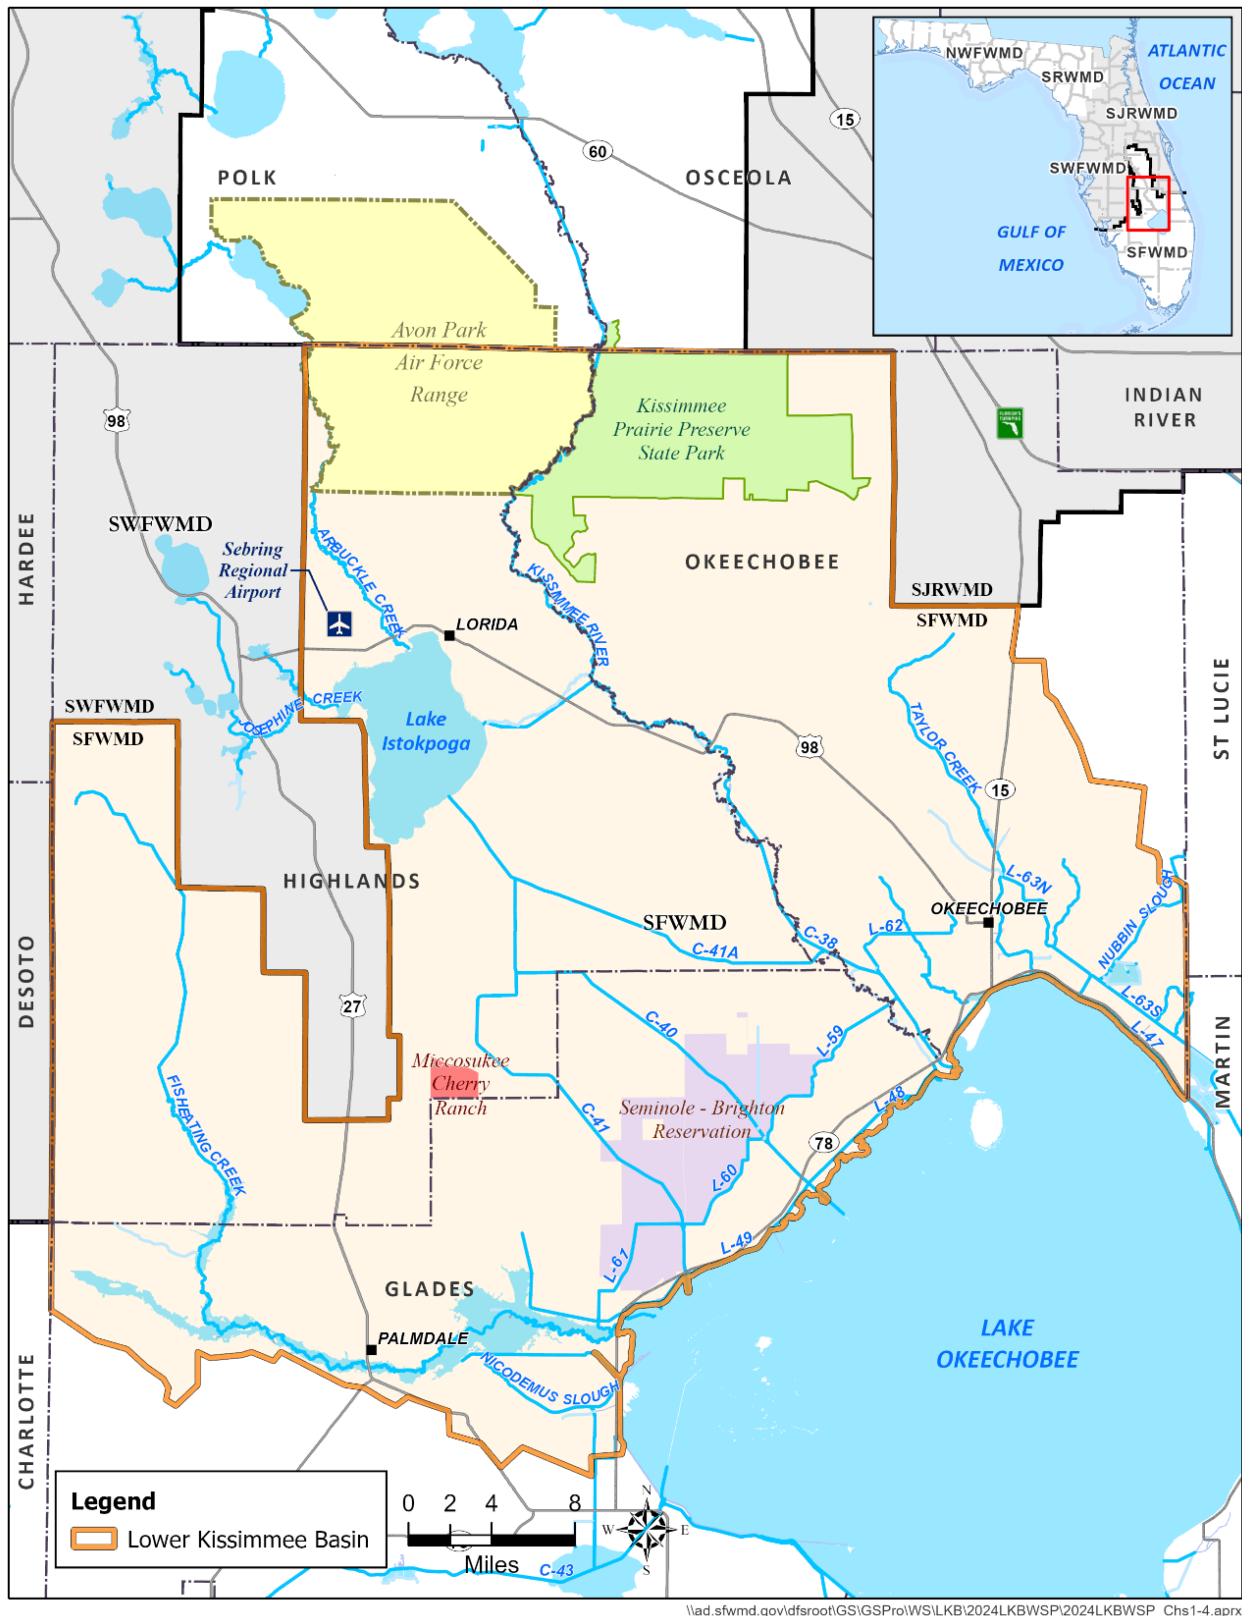 NWFWMD
SRWMD
ATLANTIC
OCEAN
SJRWMD
SWFWMD
GULF OF
MEXICO
SFWMD
15
60
POLK
OSCEOLA
Avon Park
Air Force
Range
Kissimmee
Prairie Preserve
State Park
INDIAN
RIVER
98
HARDEE
SWFWMD
Sebring
Regional
Airport
ARBUCKLE CREEK
KISSIMMEE RIVER
OKEECHOBEE
SJRWMD
SFWMD
LORIDA
ST LUCIE
SWFWMD
SFWMD
JOSEPHINE CREEK
Lake
Istokpoga
TAYLOR CREEK
98
15
HIGHLANDS
L-63N
OKEECHOBEE
SFWMD
L-62
C-38
C-41A
NUBBIN SLOUGH
DESOTO
27
L-63S
L-47
C-40
L-59
MARTIN
Miccosukee
Cherry
Ranch
C-41
Seminole - Brighton
Reservation
L-48
78
FISHEATING CREEK
L-60
L-49
L-61
GLADES
PALMDALE
NICODEMUS SLOUGH
LAKE
OKEECHOBEE
CHARLOTTE
Legend
Lower Kissimmee Basin
0 2 4 8
Miles
N
W E
S
C-43
\\ad.sfwmd.gov\dfsroot\GS\GSPro\WS\LKB\2024LKBWSP\2024LKBWSP_Chs1-4.aprx